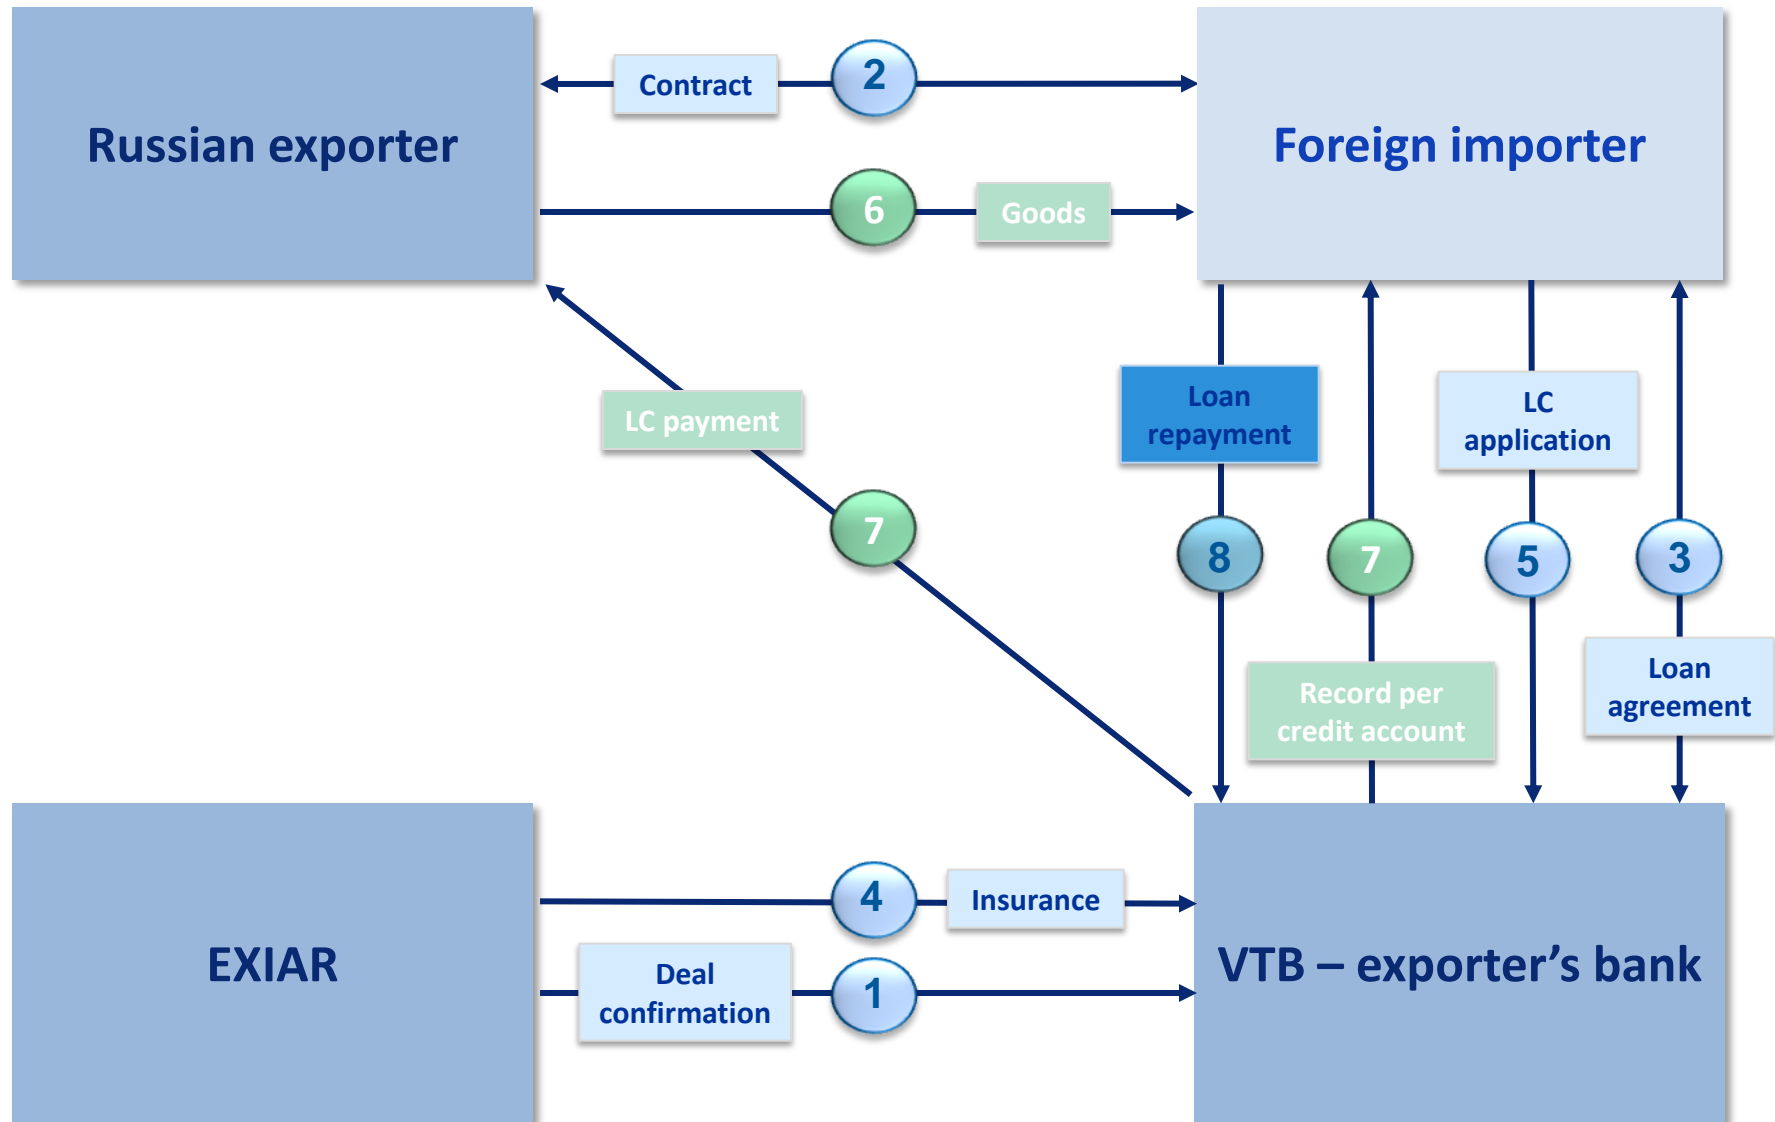 Contract
2
Russian exporter
Foreign importer
6
Goods
LC payment
Loan
repayment
LC
application
7
8
7
5
3
Record per
credit account
Loan
agreement
4
Insurance
EXIAR
VTB – exporter’s bank
Deal
confirmation
1